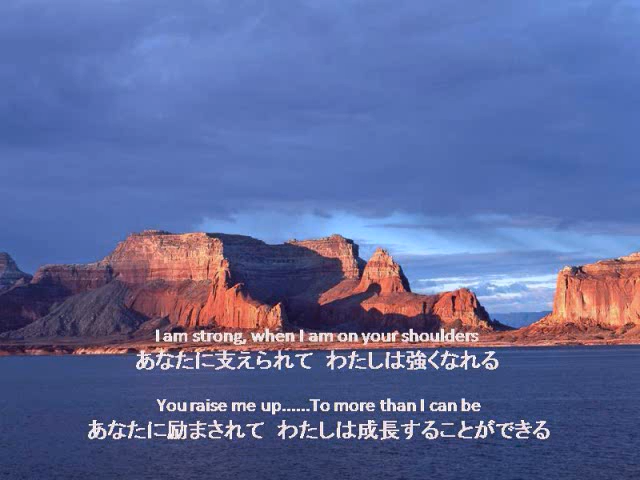 I am strong, when I am on your shoulders
あなたに支えられて　わたしは強くなれる
You raise me up......To more than I can be
あなたに励まされて　わたしは成長することができる